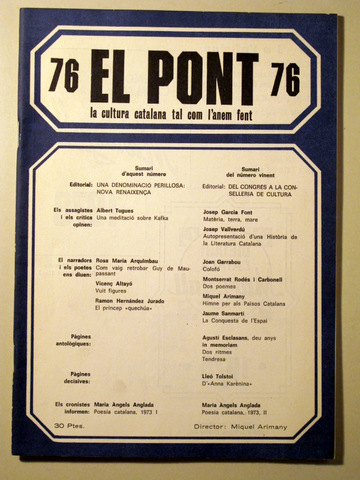 76 EL PONT 76
la cultura catalana tal com l'anem fent
Sumari
d'aquest número
Sumari
del número vinent
Editorial: UNA DENOMINACIÓ PERILLOSA:
NOVA RENAIXENÇA
Editorial: DEL CONGRÉS A LA CON-
SELLERIA DE CULTURA
Els assagistes
i els crítics
opinen:
Albert Tugues
Una meditació sobre Kafka
Josep Garcia Font
Matèria, terra, mare
Josep Vallverdú
Autopresentació d'una Història de
la Literatura Catalana
El narradors
i els poetes
ens diuen:
Rosa Maria Arquimbau
Com vaig retrobar Guy de Mau-
passant
Vicenç Altayó
Vuit figures
Ramon Hernández Jurado
El príncep «quechúa»
Joan Garrabou
Colofó
Montserrat Rodés i Carbonell
Dos poemes
Miquel Arimany
Himne per als Països Catalans
Jaume Sanmartí
La Conquesta de l'Espai
Pàgines
antològiques:
Agustí Esclasans, deu anys
in memoriam
Dos ritmes
Tendresa
Pàgines
decisives:
Lleó Tolstoi
D'«Anna Karènina»
Els cronistes
informen:
Maria Àngels Anglada
Poesia catalana, 1973 I
Maria Àngels Anglada
Poesia catalana, 1973, II
30 Ptes.
Director: Miquel Arimany